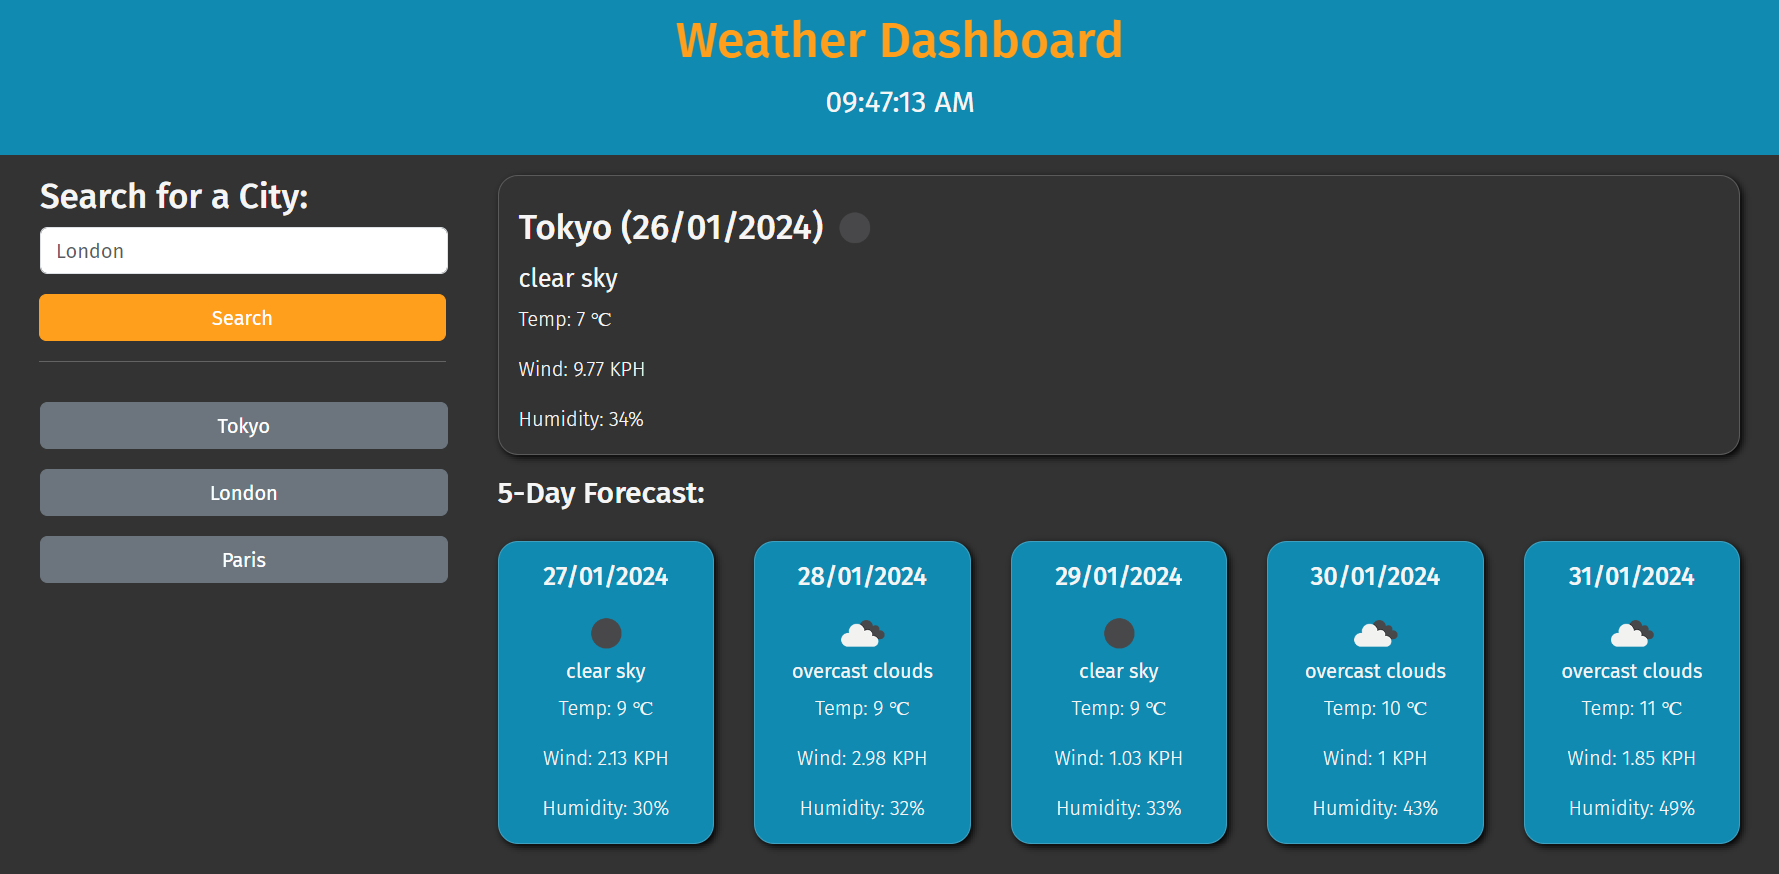 Weather Dashboard
09:47:13 AM
Search for a City:
London
Search
Tokyo
London
Paris
Tokyo (26/01/2024)
clear sky
Temp: 7 ℃
Wind: 9.77 KPH
Humidity: 34%
5-Day Forecast:
27/01/2024
clear sky
Temp: 9 ℃
Wind: 2.13 KPH
Humidity: 30%
28/01/2024
overcast clouds
Temp: 9 ℃
Wind: 2.98 KPH
Humidity: 32%
29/01/2024
clear sky
Temp: 9 ℃
Wind: 1.03 KPH
Humidity: 33%
30/01/2024
overcast clouds
Temp: 10 ℃
Wind: 1 KPH
Humidity: 43%
31/01/2024
overcast clouds
Temp: 11 ℃
Wind: 1.85 KPH
Humidity: 49%